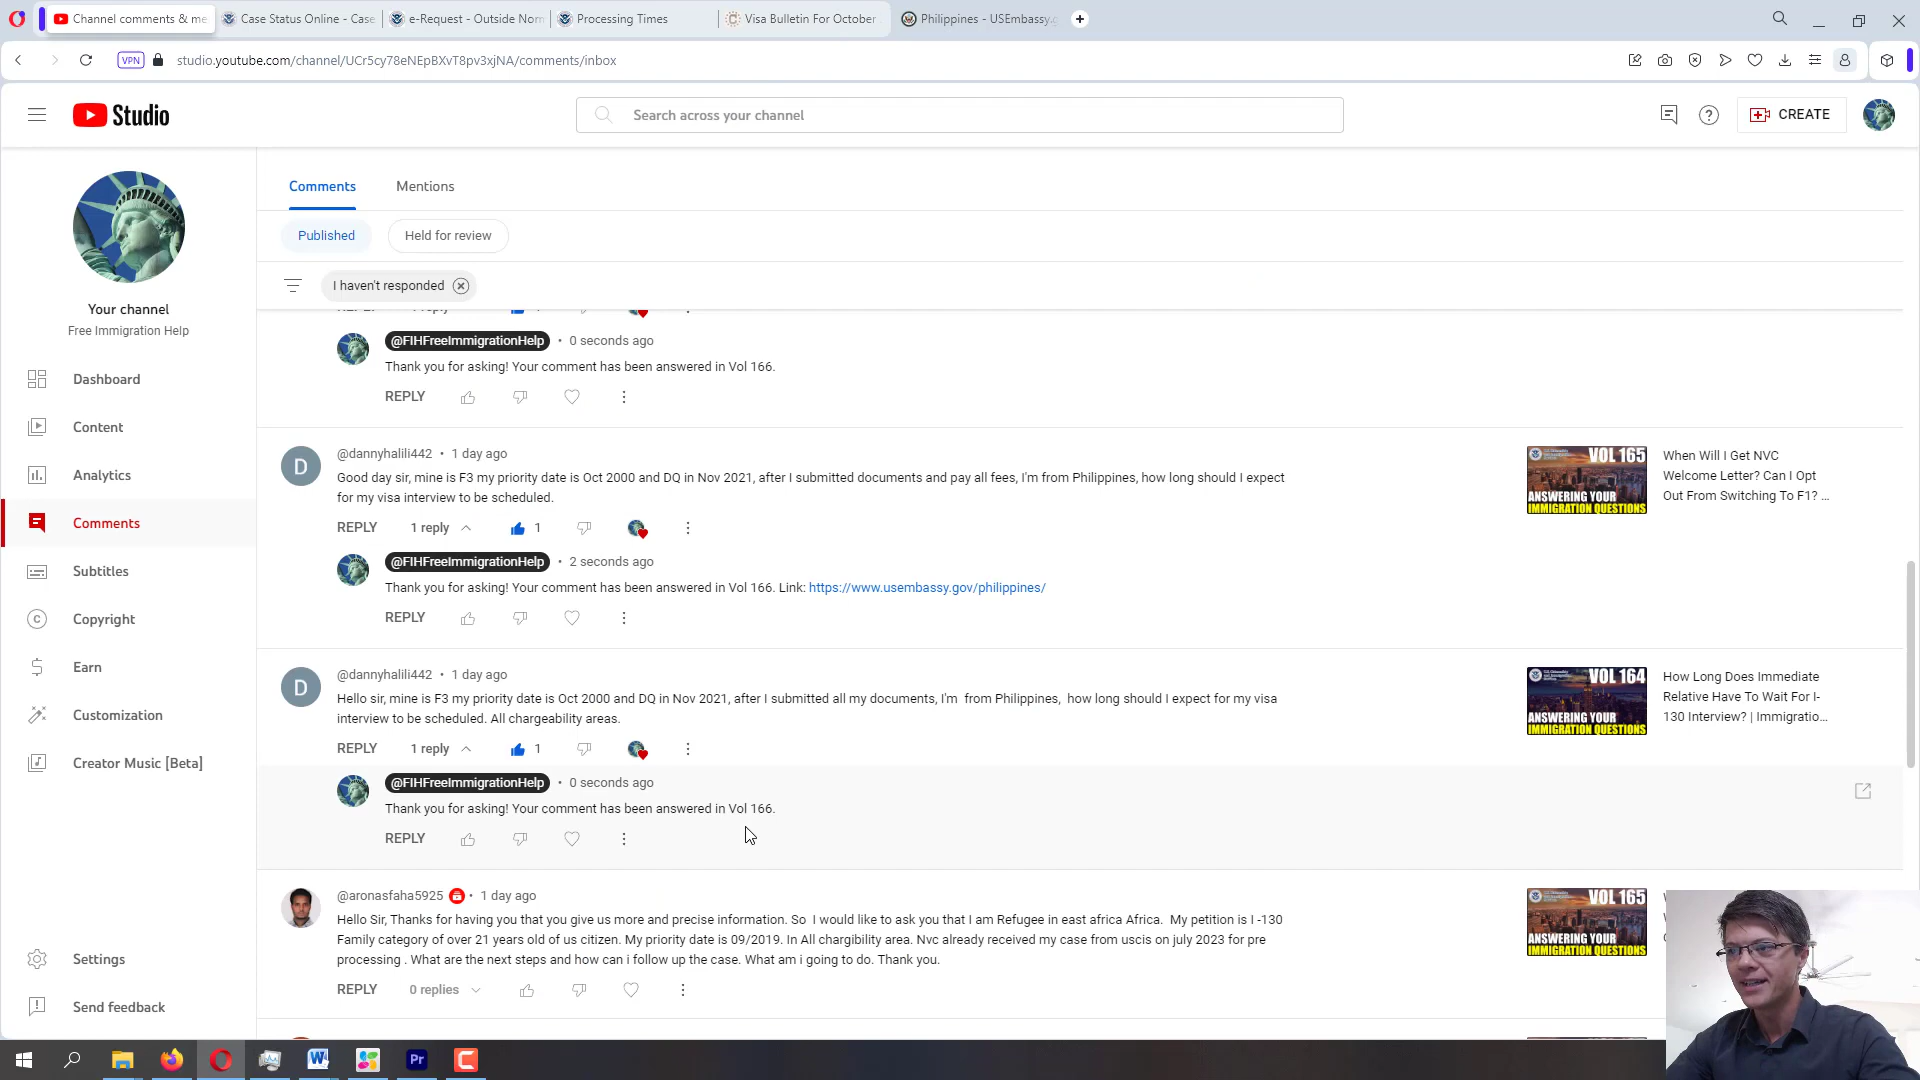 Channel comments & me
Case Status Online - Case
e-Request - Outside Nor
Processing Times
Visa Bulletin For October
Philippines - USEmbassy.g
VPN
studio.youtube.com/channel/UCr5cy78eNEpBXvT8pv3xjNA/comments/inbox
Studio
Search across your channel
CREATE
Your channel
Free Immigration Help
Dashboard
Content
Analytics
Comments
Subtitles
Copyright
Earn
Customization
Creator Music [Beta]
Settings
Send feedback
Comments
Mentions
Published
Held for review
I haven't responded
@FIHFreeImmigrationHelp • 0 seconds ago
Thank you for asking! Your comment has been answered in Vol 166.
REPLY
@dannyhalili442 • 1 day ago
Good day sir, mine is F3 my priority date is Oct 2000 and DQ in Nov 2021, after I submitted documents and pay all fees, I'm from Philippines, how long should I expect
for my visa interview to be scheduled.
REPLY 1 reply 1
@FIHFreeImmigrationHelp • 2 seconds ago
Thank you for asking! Your comment has been answered in Vol 166. Link: https://www.usembassy.gov/philippines/
REPLY
VOL 165
ANSWERING YOUR
IMMIGRATION QUESTIONS
When Will I Get NVC
Welcome Letter? Can I Opt
Out From Switching To F1? ...
@dannyhalili442 • 1 day ago
Hello sir, mine is F3 my priority date is Oct 2000 and DQ in Nov 2021, after I submitted all my documents, I'm from Philippines, how long should I expect for my visa
interview to be scheduled. All chargeability areas.
REPLY 1 reply 1
@FIHFreeImmigrationHelp • 0 seconds ago
Thank you for asking! Your comment has been answered in Vol 166.
REPLY
VOL 164
ANSWERING YOUR
IMMIGRATION QUESTIONS
How Long Does Immediate
Relative Have To Wait For I-
130 Interview? | Immigratio...
@aronasfaha5925 • 1 day ago
Hello Sir, Thanks for having you that you give us more and precise information. So I would like to ask you that I am Refugee in east africa Africa. My petition is I -130
Family category of over 21 years old of us citizen. My priority date is 09/2019. In All chargibility area. Nvc already received my case from uscis on july 2023 for pre
processing . What are the next steps and how can i follow up the case. What am i going to do. Thank you.
REPLY 0 replies
VOL 165
ANSWERING YOUR
IMMIGRATION QUESTIONS